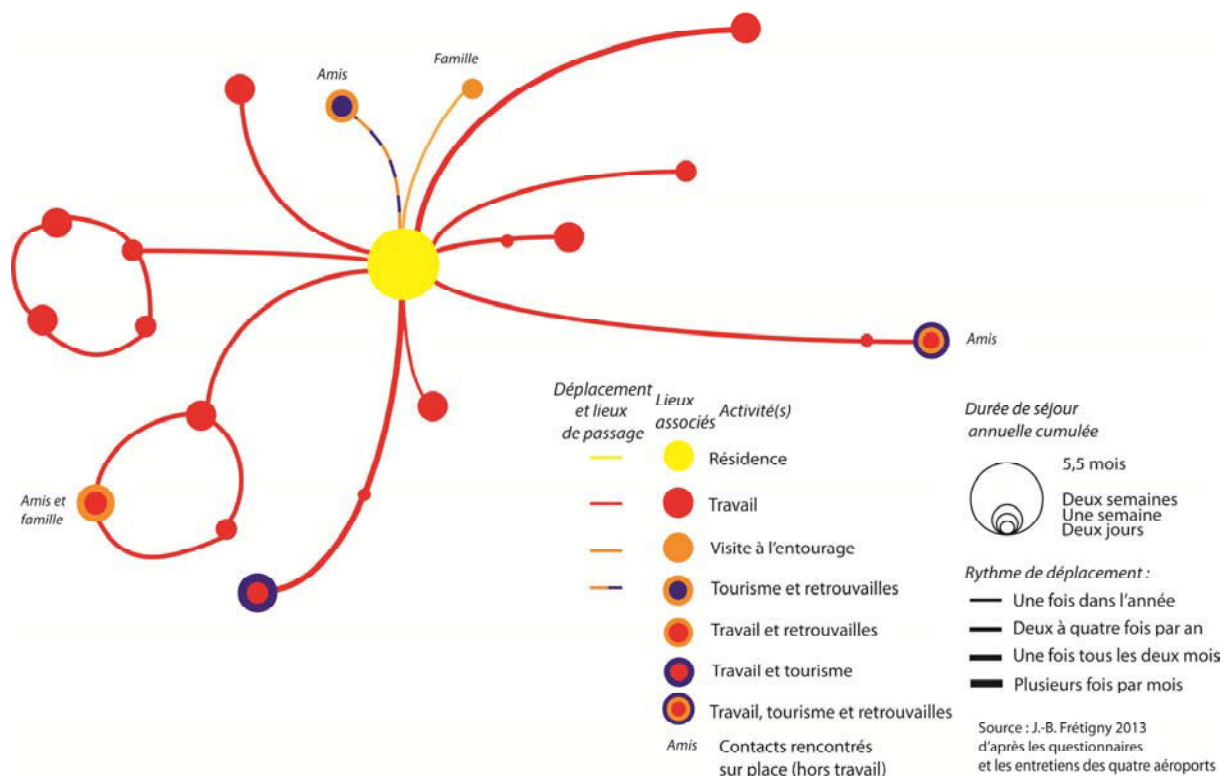 Famille
Amis
Amis
Amis et
famille
Déplacement
et lieux
de passage
Lieux
associés
Activité(s)
Résidence
Travail
Visite à l'entourage
Tourisme et retrouvailles
Travail et retrouvailles
Travail et tourisme
Travail, tourisme et retrouvailles
Amis Contacts rencontrés
sur place (hors travail)
Durée de séjour
annuelle cumulée
5,5 mois
Deux semaines
Une semaine
Deux jours
Rythme de déplacement :
Une fois dans l'année
Deux à quatre fois par an
Une fois tous les deux mois
Plusieurs fois par mois
Source : J.-B. Frétigny 2013
d'après les questionnaires
et les entretiens des quatre aéroports